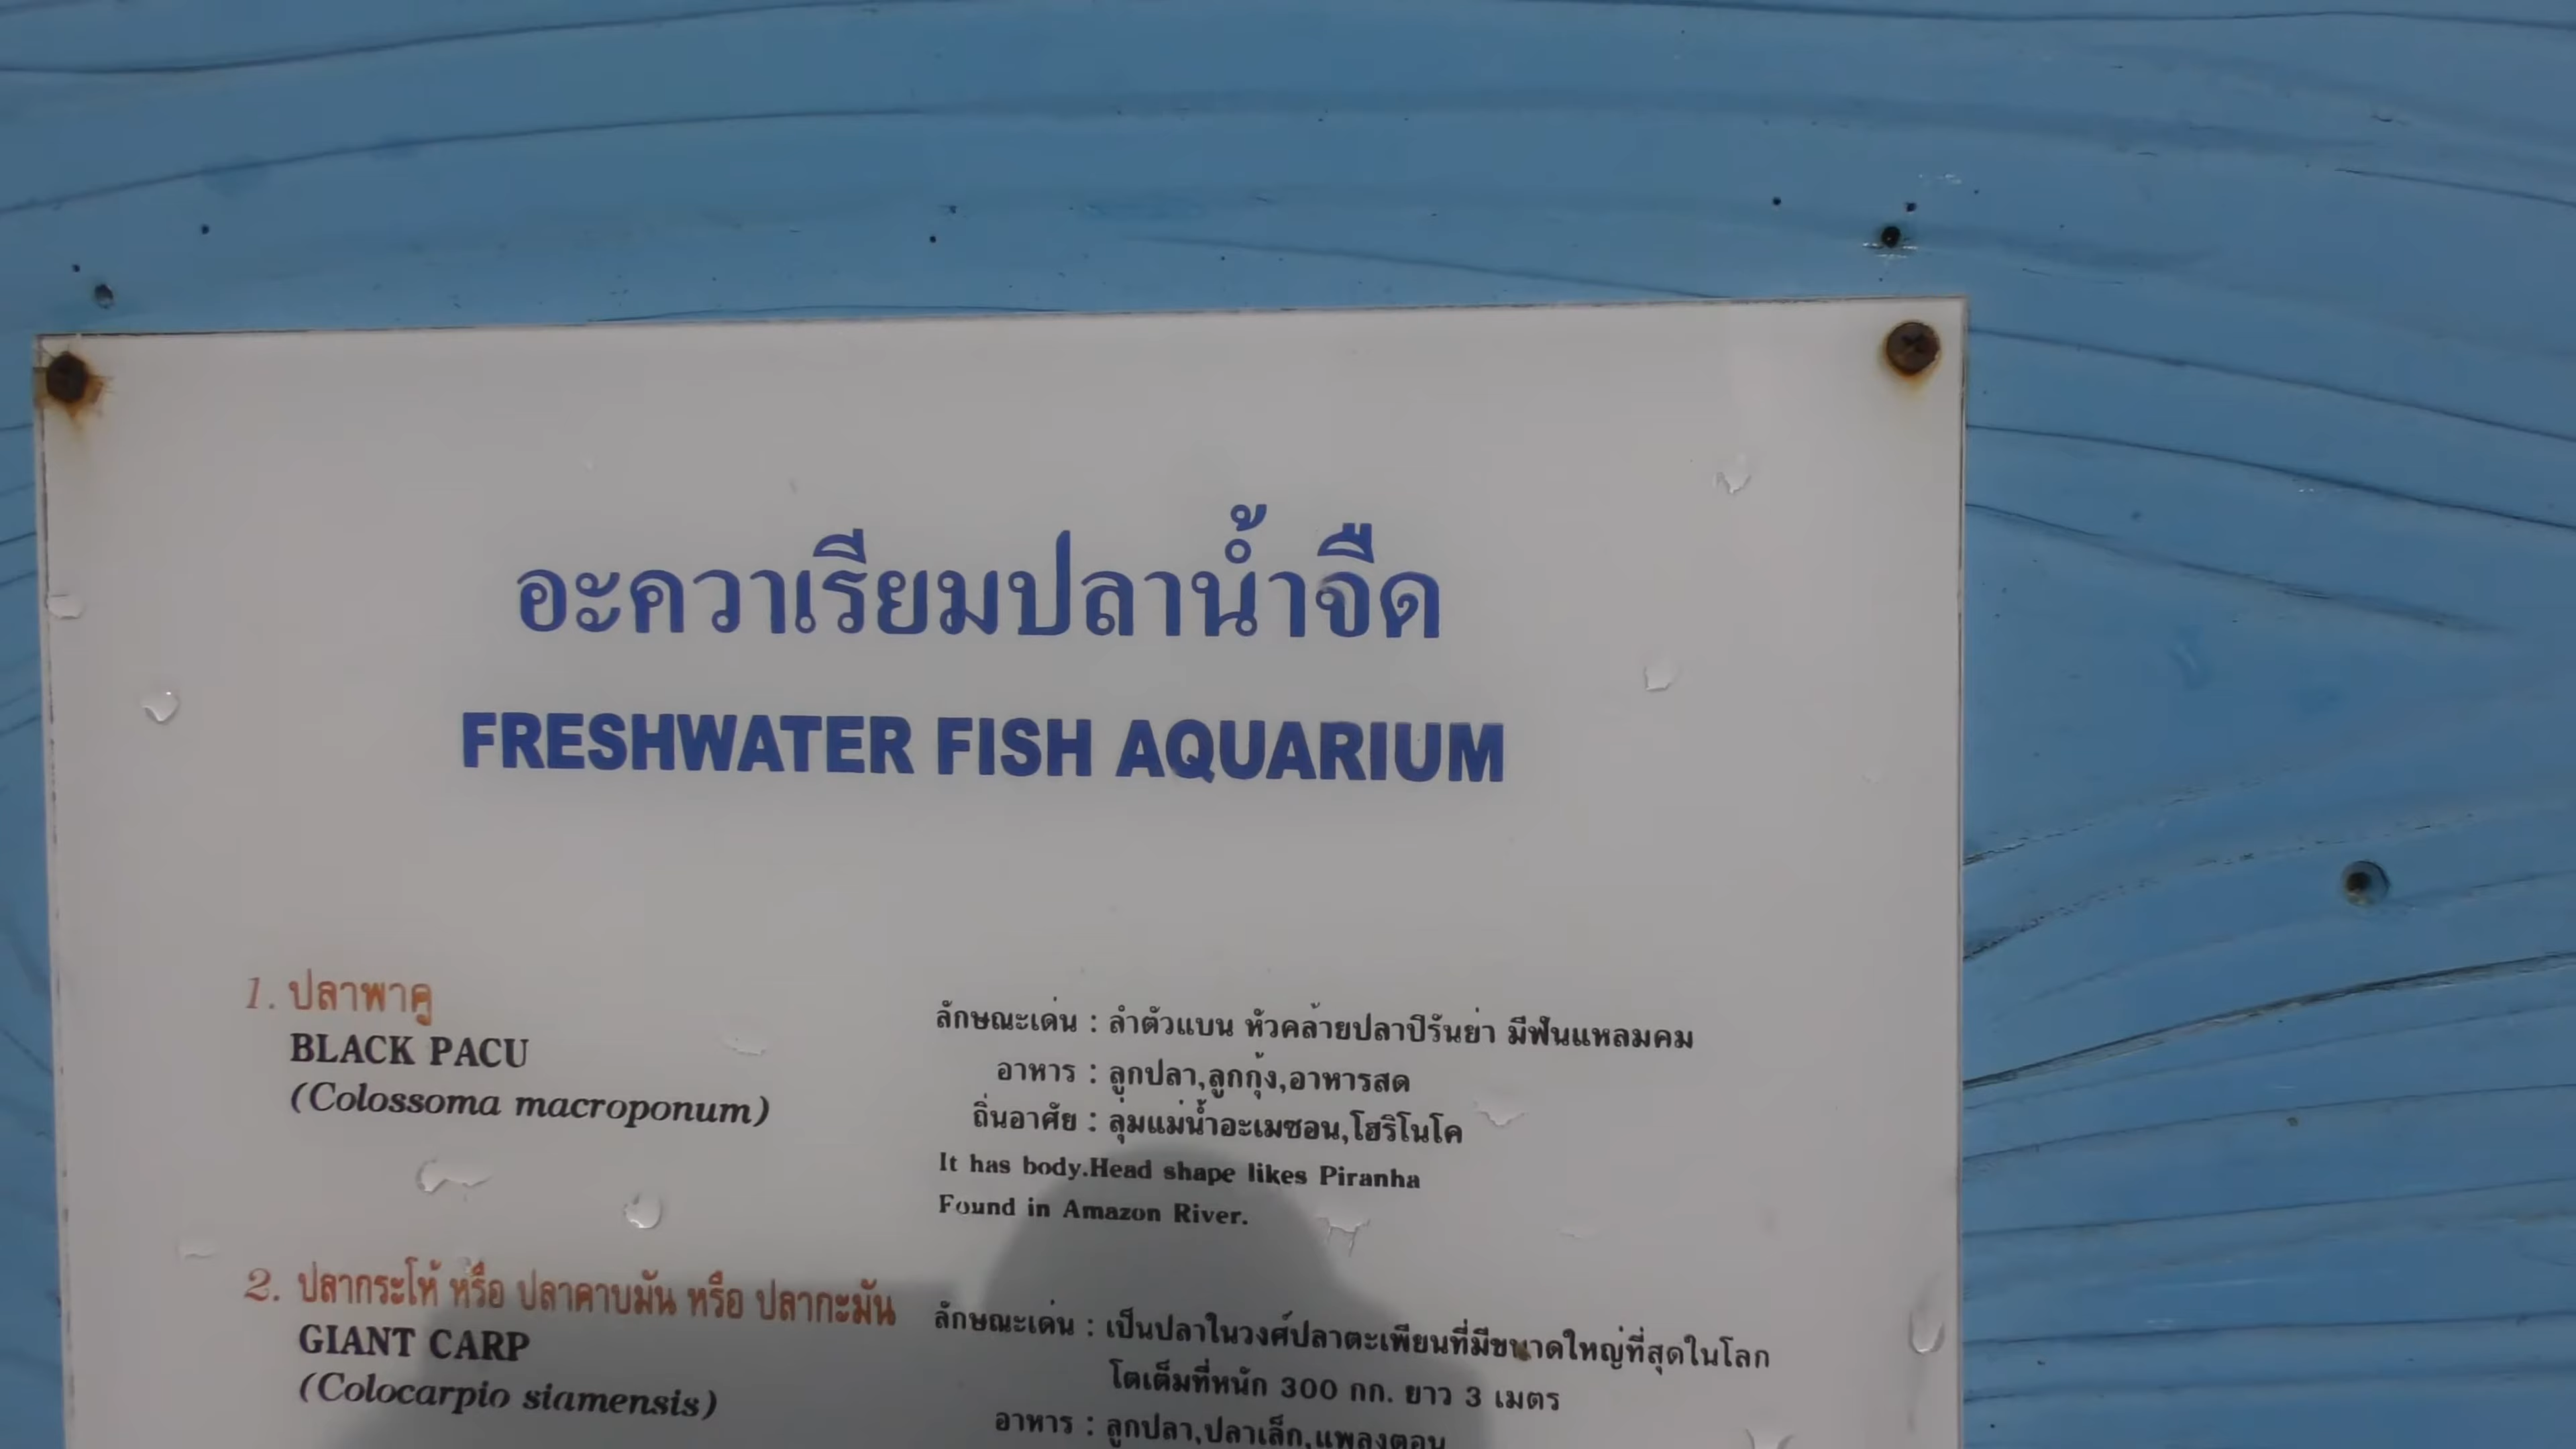 อะควาเรียมปลาน้ำจืด
FRESHWATER FISH AQUARIUM
1. ปลาพาคู
BLACK PACU
(Colossoma macroponum)
ลักษณะเด่น : ลำตัวแบน หัวคล้ายปลาปิรันย่า มีฟันแหลมคม
อาหาร : ลูกปลา,ลูกกุ้ง,อาหารสด
ถิ่นอาศัย : ลุ่มแม่น้ำอะเมซอน,โฮริโนโค
It has body.Head shape likes Piranha
Found in Amazon River.
2. ปลากระโห้ หรือ ปลาคาบมัน หรือ ปลากะมัน
GIANT CARP
(Colocarpio siamensis)
ลักษณะเด่น : เป็นปลาในวงศ์ปลาตะเพียนที่มีขนาดใหญ่ที่สุดในโลก
โตเต็มที่หนัก 300 กก. ยาว 3 เมตร
อาหาร : ลูกปลา,ปลาเล็ก,แพลงตอน